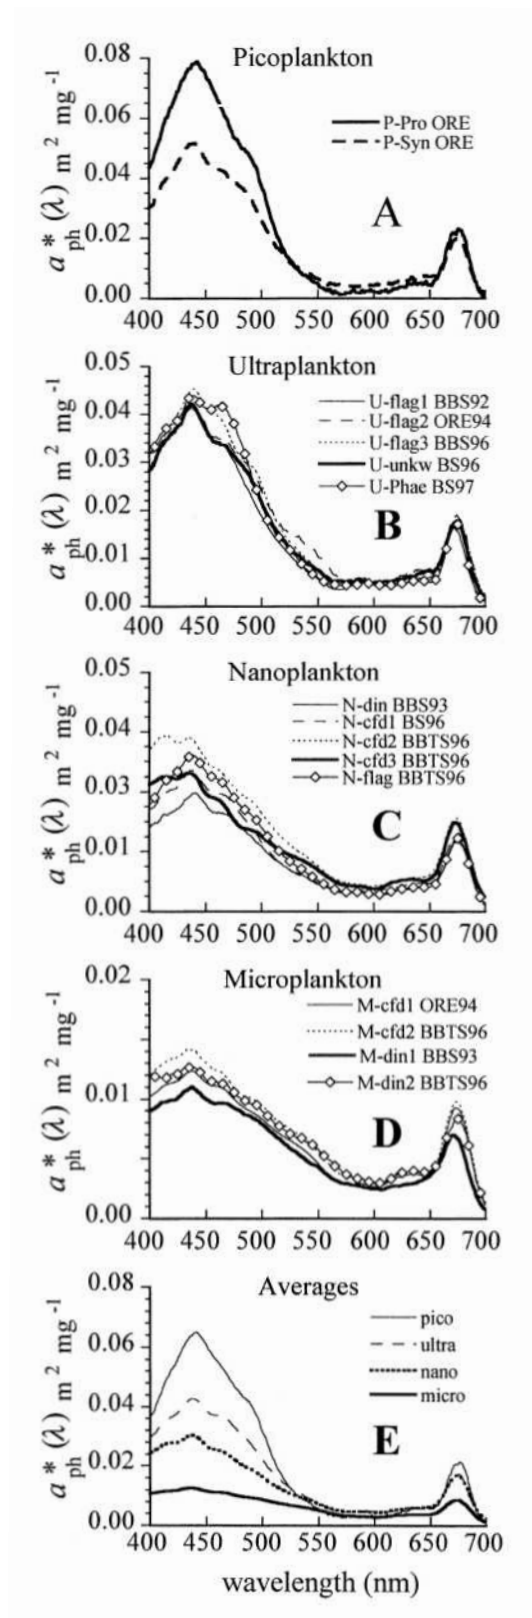 Picoplankton
a*ph (λ) m² mg⁻¹
0.08
0.06
0.04
0.02
0.00
P-Pro ORE
P-Syn ORE
A
400 450 500 550 600 650 700
Ultraplankton
a*ph (λ) m² mg⁻¹
0.05
0.04
0.03
0.01
0.00
U-flag1 BBS92
U-flag2 ORE94
U-flag3 BBS96
U-unkw BS96
U-Phae BS97
B
400 450 500 550 600 650 700
Nanoplankton
a*ph (λ) m² mg⁻¹
0.05
0.04
0.03
0.01
0.00
N-din BBS93
N-cfd1 BS96
N-cfd2 BBTS96
N-cfd3 BBTS96
N-flag BBTS96
C
400 450 500 550 600 650 700
Microplankton
a*ph (λ) m² mg⁻¹
0.02
0.01
0.00
M-cfd1 ORE94
M-cfd2 BBTS96
M-din1 BBS93
M-din2 BBTS96
D
400 450 500 550 600 650 700
Averages
a*ph (λ) m² mg⁻¹
0.08
0.06
0.04
0.02
0.00
pico
ultra
nano
micro
E
400 450 500 550 600 650 700
wavelength (nm)